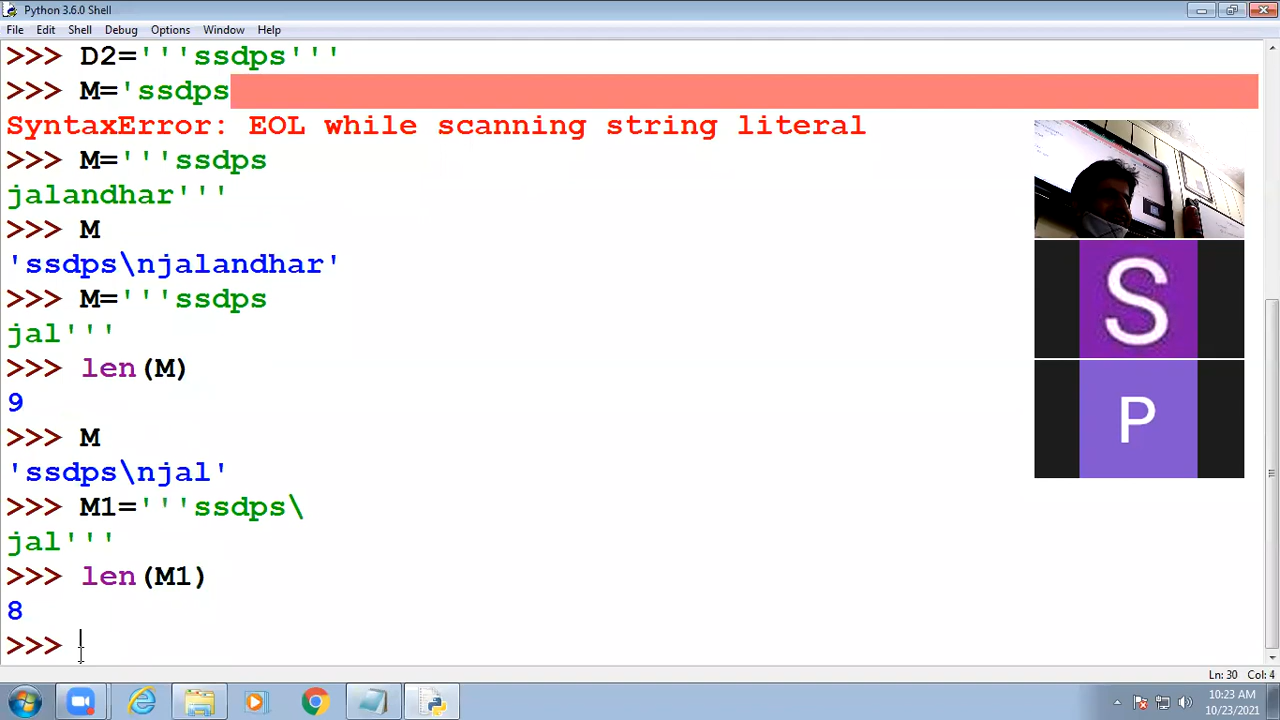 Python 3.6.0 Shell
File Edit Shell Debug Options Window Help
>>> D2='''ssdps'''
>>> M='ssdps
SyntaxError: EOL while scanning string literal
>>> M='''ssdps
jalandhar'''
>>> M
'ssdps\njalandhar'
>>> M='''ssdps
jal'''
>>> len(M)
9
>>> M
'ssdps\njal'
>>> M1='''ssdps\
jal'''
>>> len(M1)
8
>>>
S
P
Ln: 30 Col: 4
10:23 AM
10/23/2021